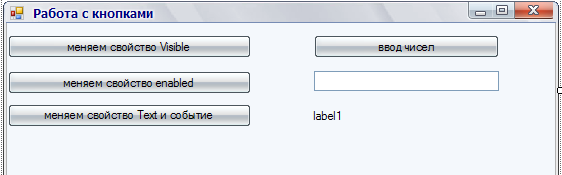 Работа с кнопками
меняем свойство Visible
ввод чисел
меняем свойство enabled
меняем свойство Text и событие
label1